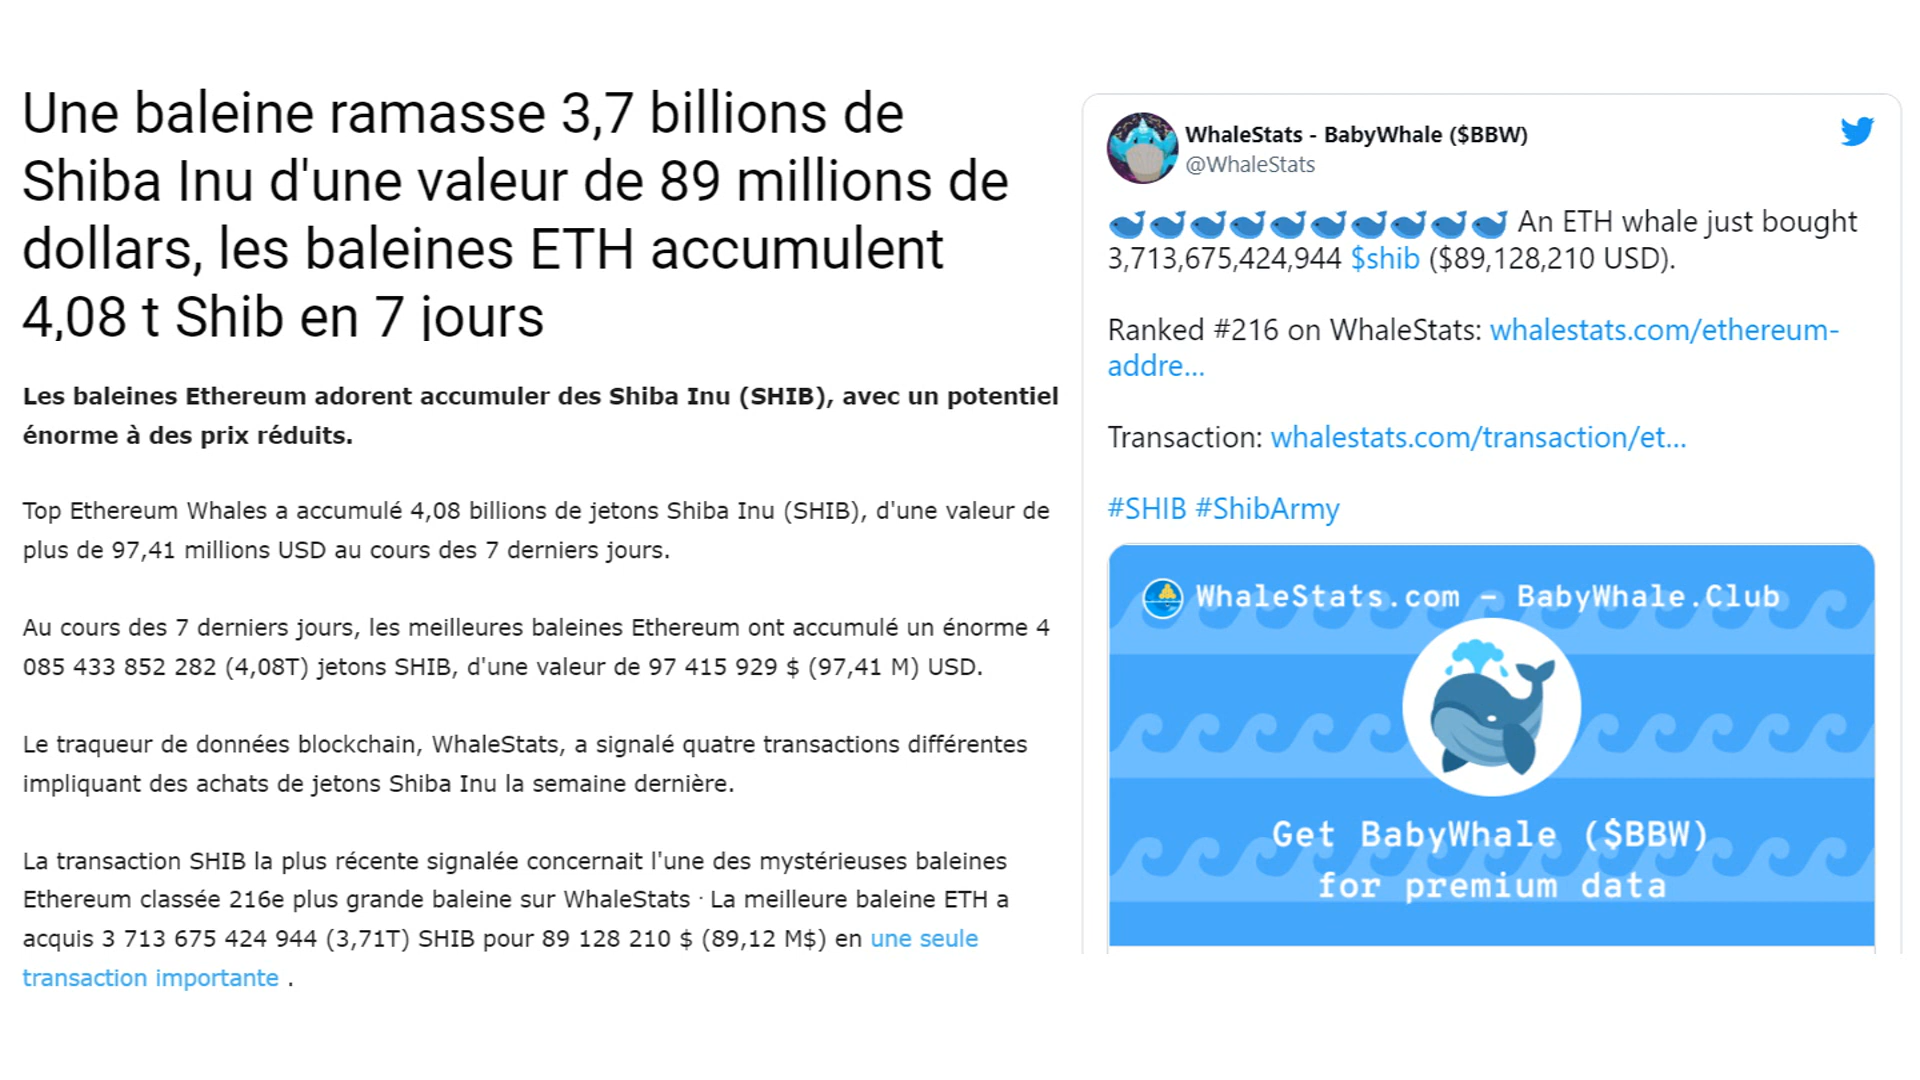 Une baleine ramasse 3,7 billions de
Shiba Inu d'une valeur de 89 millions de
dollars, les baleines ETH accumulent
4,08 t Shib en 7 jours
Les baleines Ethereum adorent accumuler des Shiba Inu (SHIB), avec un potentiel
énorme à des prix réduits.
Top Ethereum Whales a accumulé 4,08 billions de jetons Shiba Inu (SHIB), d'une valeur de
plus de 97,41 millions USD au cours des 7 derniers jours.
Au cours des 7 derniers jours, les meilleures baleines Ethereum ont accumulé un énorme 4
085 433 852 282 (4,08T) jetons SHIB, d'une valeur de 97 415 929 $ (97,41 M) USD.
Le traqueur de données blockchain, WhaleStats, a signalé quatre transactions différentes
impliquant des achats de jetons Shiba Inu la semaine dernière.
La transaction SHIB la plus récente signalée concernait l'une des mystérieuses baleines
Ethereum classée 216e plus grande baleine sur WhaleStats · La meilleure baleine ETH a
acquis 3 713 675 424 944 (3,71T) SHIB pour 89 128 210 $ (89,12 M$) en une seule
transaction importante .
WhaleStats - BabyWhale ($BBW)
@WhaleStats
🐋🐋🐋🐋🐋🐋🐋🐋🐋🐋 An ETH whale just bought
3,713,675,424,944 $shib ($89,128,210 USD).
Ranked #216 on WhaleStats: whalestats.com/ethereum-
addre...
Transaction: whalestats.com/transaction/et...
#SHIB #ShibArmy
WhaleStats.com - BabyWhale.Club
Get BabyWhale ($BBW)
for premium data